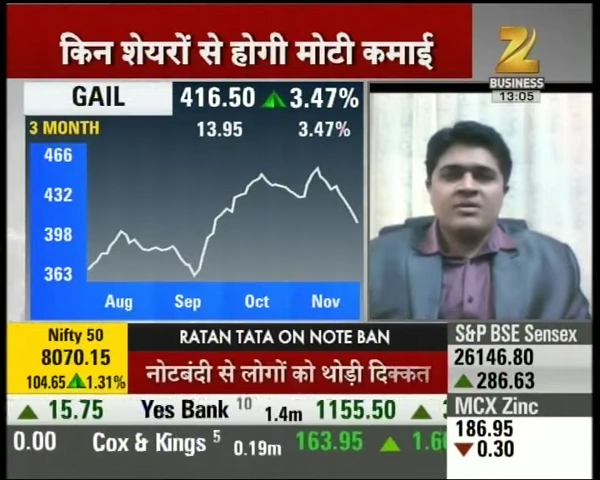 किन शेयरों से होगी मोटी कमाई
Z
BUSINESS
13:05
GAIL 416.50 3.47%
3 MONTH 13.95 3.47%
466
432
398
363
Aug Sep Oct Nov
Nifty 50
8070.15
104.65 1.31%
RATAN TATA ON NOTE BAN
नोटबंदी से लोगों को थोड़ी दिक्कत
S&P BSE Sensex
26146.80
286.63
MCX Zinc
186.95
0.30
15.75 Yes Bank 10 1.4m 1155.50
0.00 Cox & Kings 5 0.19m 163.95